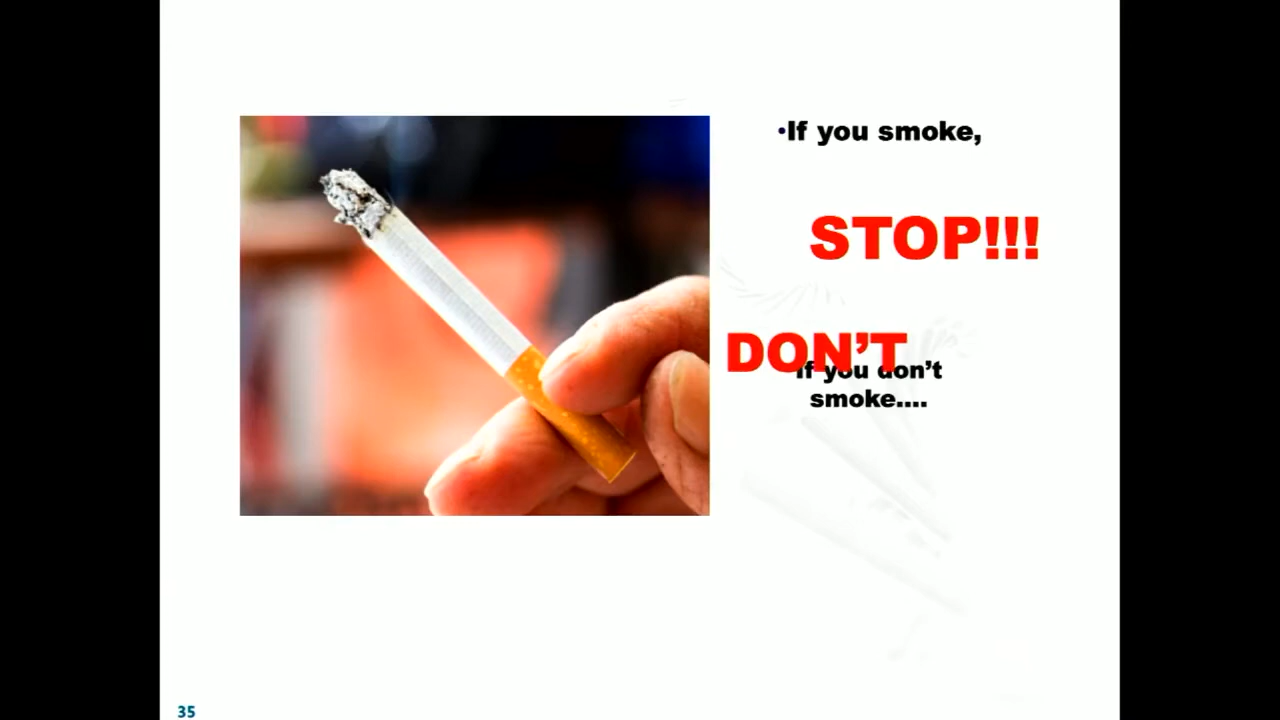 •If you smoke,
STOP!!!
DON'T
If you don't
smoke....
35